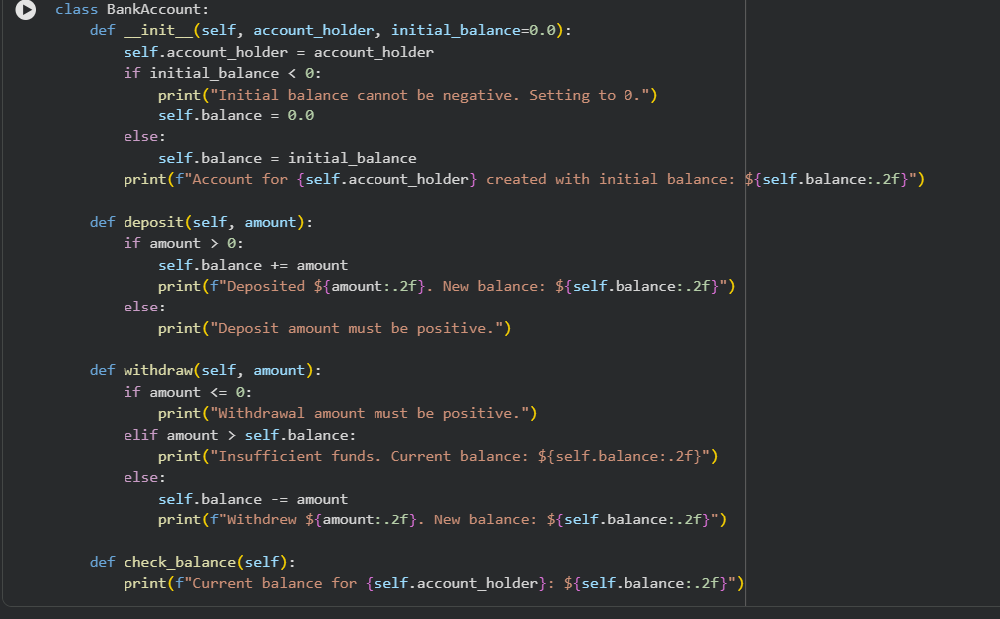 class BankAccount:
    def __init__(self, account_holder, initial_balance=0.0):
        self.account_holder = account_holder
        if initial_balance < 0:
            print("Initial balance cannot be negative. Setting to 0.")
            self.balance = 0.0
        else:
            self.balance = initial_balance
        print(f"Account for {self.account_holder} created with initial balance: ${self.balance:.2f}")

    def deposit(self, amount):
        if amount > 0:
            self.balance += amount
            print(f"Deposited ${amount:.2f}. New balance: ${self.balance:.2f}")
        else:
            print("Deposit amount must be positive.")

    def withdraw(self, amount):
        if amount <= 0:
            print("Withdrawal amount must be positive.")
        elif amount > self.balance:
            print("Insufficient funds. Current balance: ${self.balance:.2f}")
        else:
            self.balance -= amount
            print(f"Withdrew ${amount:.2f}. New balance: ${self.balance:.2f}")

    def check_balance(self):
        print(f"Current balance for {self.account_holder}: ${self.balance:.2f}")